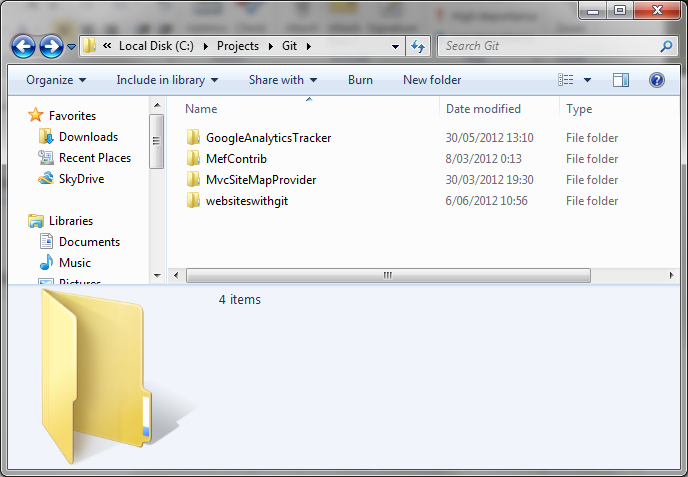 High importance
« Local Disk (C:) Projects Git Search Git
Organize Include in library Share with Burn New folder
Favorites
Downloads
Recent Places
SkyDrive
Libraries
Documents
Music
Pictures
Name Date modified Type
GoogleAnalyticsTracker 30/05/2012 13:10 File folder
MefContrib 8/03/2012 0:13 File folder
MvcSiteMapProvider 30/03/2012 19:30 File folder
websiteswithgit 6/06/2012 10:56 File folder
4 items